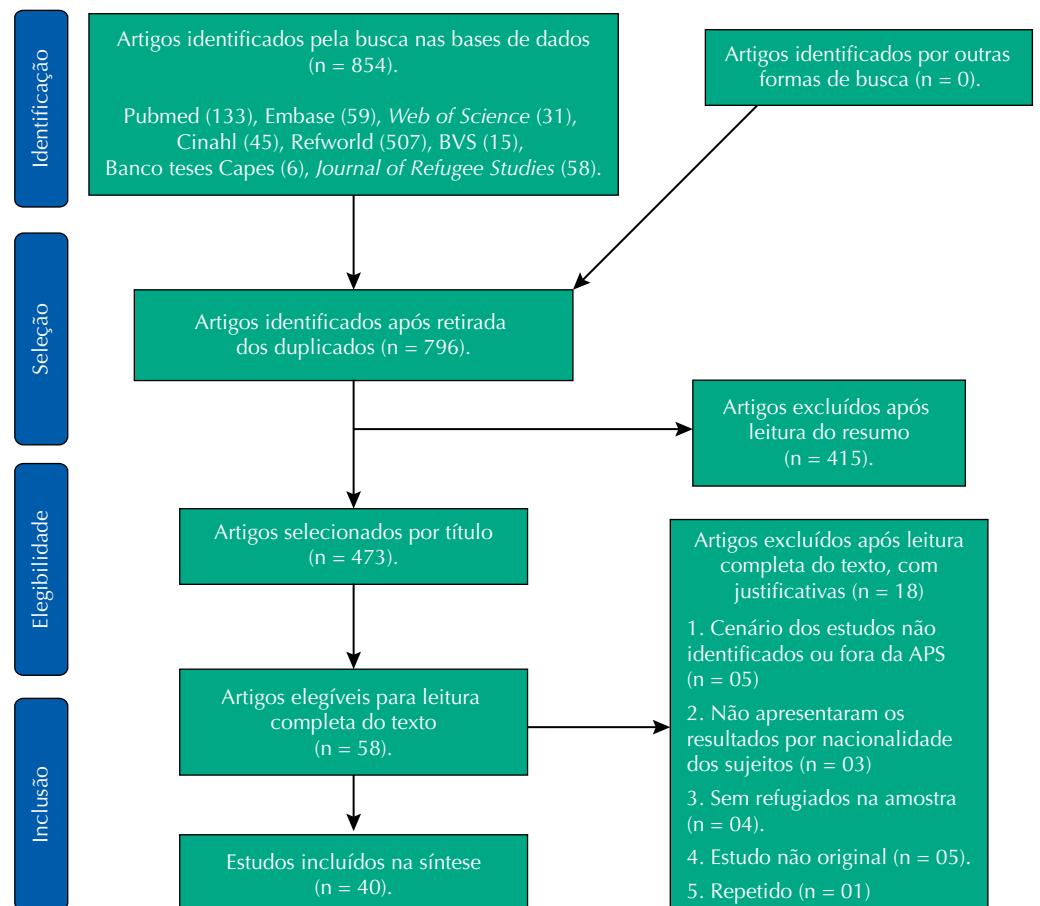 Identificação
Artigos identificados pela busca nas bases de dados
(n = 854).
Pubmed (133), Embase (59), Web of Science (31),
Cinahl (45), Refworld (507), BVS (15),
Banco teses Capes (6), Journal of Refugee Studies (58).
Artigos identificados por outras
formas de busca (n = 0).
Seleção
Artigos identificados após retirada
dos duplicados (n = 796).
Artigos excluídos após
leitura do resumo
(n = 415).
Elegibilidade
Artigos selecionados por título
(n = 473).
Artigos excluídos após leitura
completa do texto, com
justificativas (n = 18)
1. Cenário dos estudos não
identificados ou fora da APS
(n = 05)
2. Não apresentaram os
resultados por nacionalidade
dos sujeitos (n = 03)
3. Sem refugiados na amostra
(n = 04).
4. Estudo não original (n = 05).
5. Repetido (n = 01)
Inclusão
Artigos elegíveis para leitura
completa do texto
(n = 58).
Estudos incluídos na síntese
(n = 40).